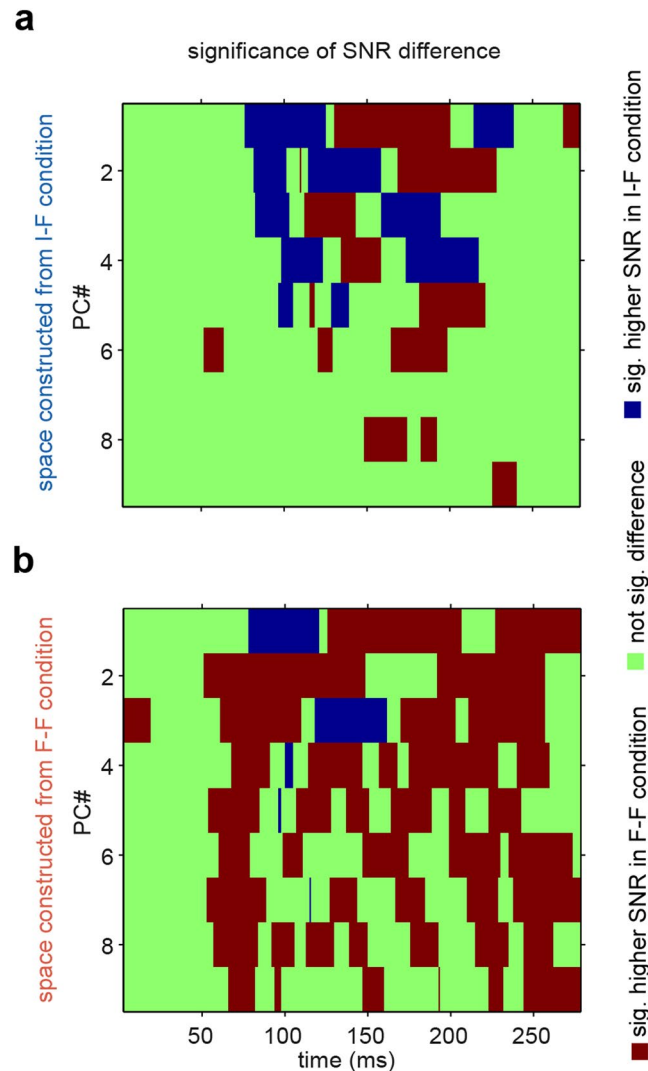 a
significance of SNR difference
space constructed from I-F condition
PC#
2
4
6
8
b
space constructed from F-F condition
PC#
2
4
6
8
50 100 150 200 250
time (ms)
sig. higher SNR in F-F condition
not sig. difference
sig. higher SNR in I-F condition